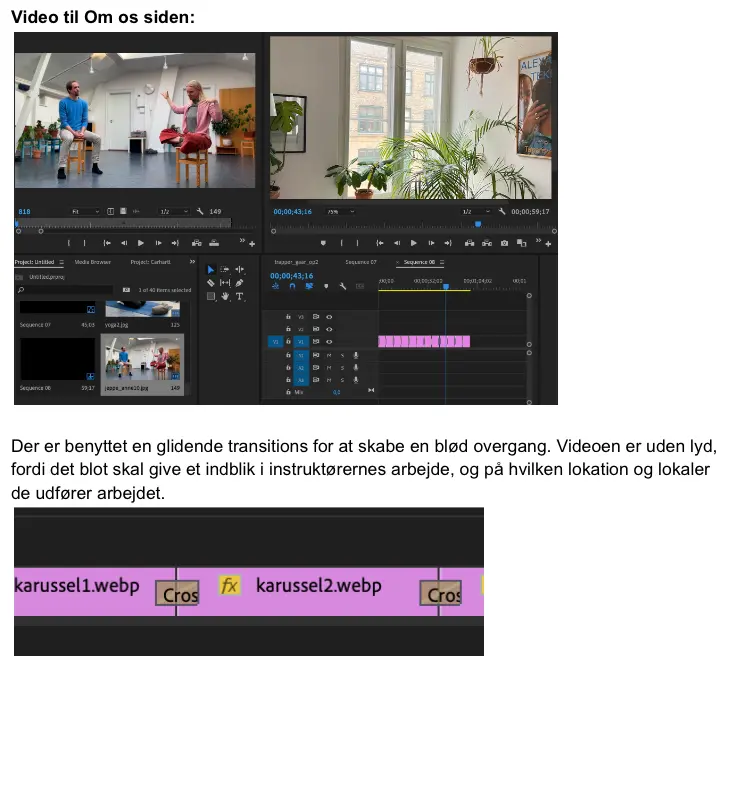 Video til Om os siden:
ALEXA
TEK
818
Fit
1/2
149
00;00;43;16
75%
1/2
00;00;59;17
Project: Untitled
Media Browser
Project: Carhartt
Untitled.prproj
1 of 40 items selected
Sequence 07
45;03
yoga2.jpg
125
Sequence 08
59;17
jeppe_anne10.jpg
149
trapper_gear_op2
Sequence 07
× Sequence 08
00;00;43;16
;00;00
00;00;32;00
00;01;04;02
00;01
V3
V2
V1
V1
A1
M
S
M
S
M
S
Mix
0,0
Der er benyttet en glidende transitions for at skabe en blød overgang. Videoen er uden lyd,
fordi det blot skal give et indblik i instruktørernes arbejde, og på hvilken lokation og lokaler
de udfører arbejdet.
karussel1.webp
Cros
fx
karussel2.webp
Cros